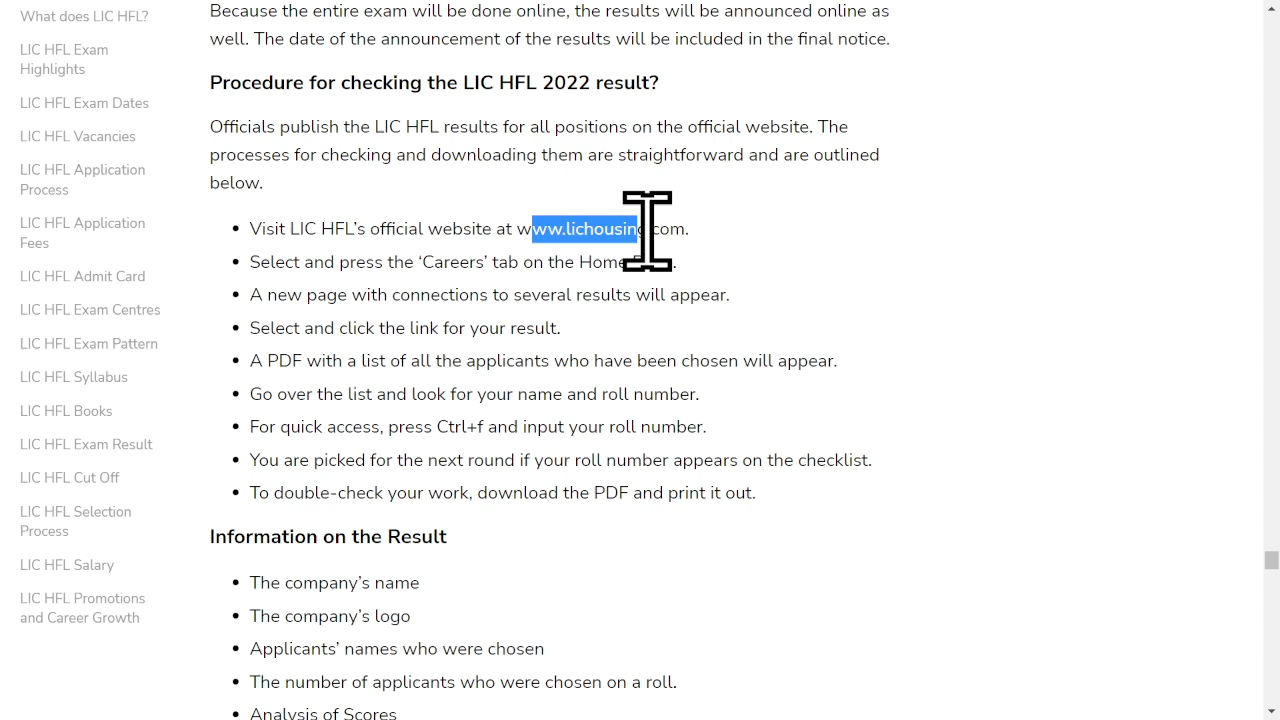 What does LIC HFL?
LIC HFL Exam
Highlights
LIC HFL Exam Dates
LIC HFL Vacancies
LIC HFL Application
Process
LIC HFL Application
Fees
LIC HFL Admit Card
LIC HFL Exam Centres
LIC HFL Exam Pattern
LIC HFL Syllabus
LIC HFL Books
LIC HFL Exam Result
LIC HFL Cut Off
LIC HFL Selection
Process
LIC HFL Salary
LIC HFL Promotions
and Career Growth
Because the entire exam will be done online, the results will be announced online as
well. The date of the announcement of the results will be included in the final notice.
Procedure for checking the LIC HFL 2022 result?
Officials publish the LIC HFL results for all positions on the official website. The
processes for checking and downloading them are straightforward and are outlined
below.
• Visit LIC HFL’s official website at www.lichousing.com.
• Select and press the ‘Careers’ tab on the Home
• A new page with connections to several results will appear.
• Select and click the link for your result.
• A PDF with a list of all the applicants who have been chosen will appear.
• Go over the list and look for your name and roll number.
• For quick access, press Ctrl+f and input your roll number.
• You are picked for the next round if your roll number appears on the checklist.
• To double-check your work, download the PDF and print it out.
Information on the Result
• The company’s name
• The company’s logo
• Applicants’ names who were chosen
• The number of applicants who were chosen on a roll.
• Analysis of Scores